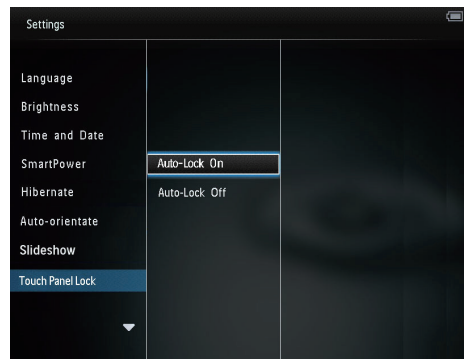 Settings
Language
Brightness
Time and Date
SmartPower
Auto-Lock On
Hibernate
Auto-Lock Off
Auto-orientate
Slideshow
Touch Panel Lock